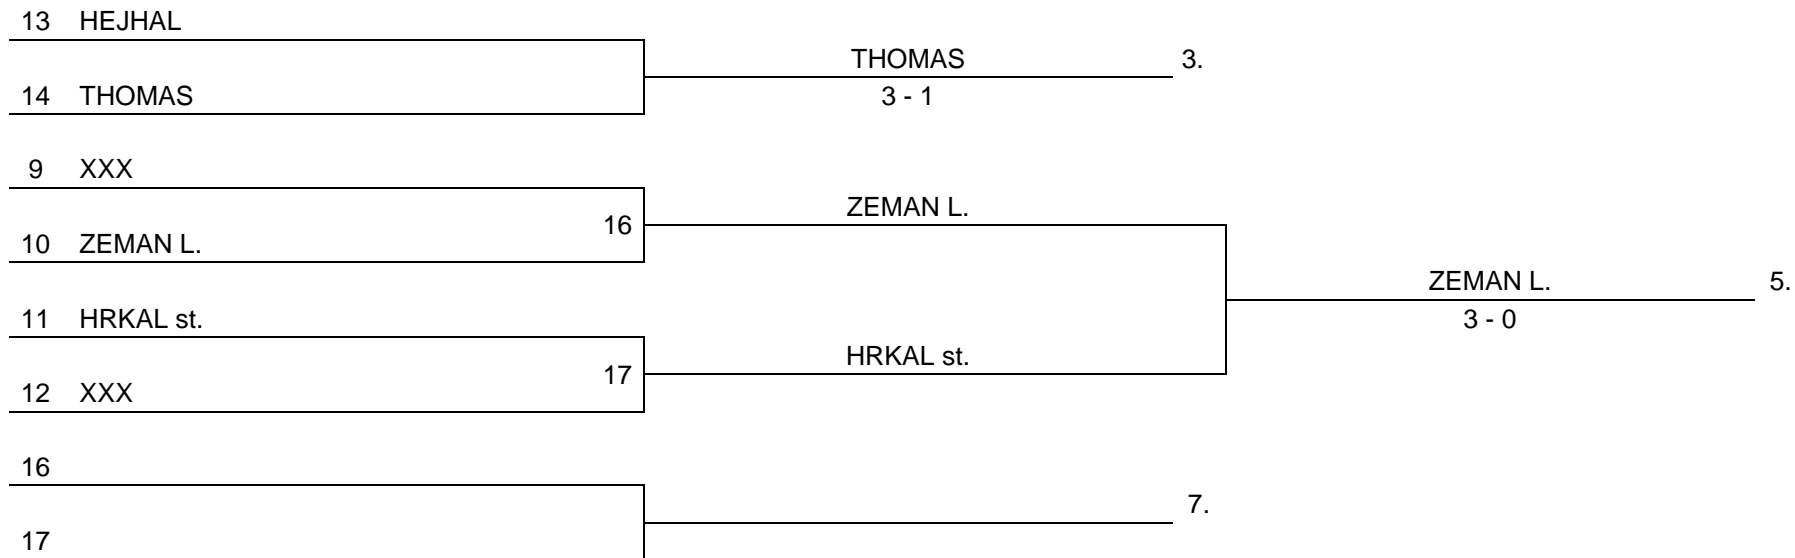 13 HEJHAL
THOMAS 3.
14 THOMAS 3 - 1
9 XXX
ZEMAN L.
16
10 ZEMAN L.
ZEMAN L. 5.
11 HRKAL st. 3 - 0
HRKAL st.
17
12 XXX
16
7.
17